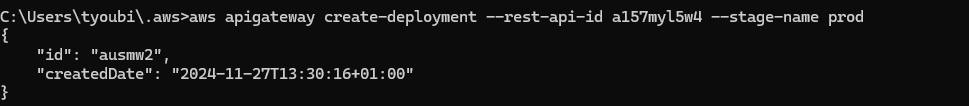 C:\Users\tyoubi\.aws>aws apigateway create-deployment --rest-api-id a157myl5w4 --stage-name prod
{
    "id": "ausmw2",
    "createdDate": "2024-11-27T13:30:16+01:00"
}